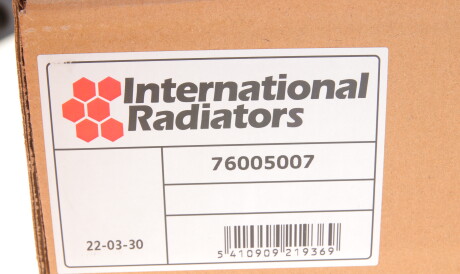 International
Radiators
76005007
22-03-30
5 410909 219369